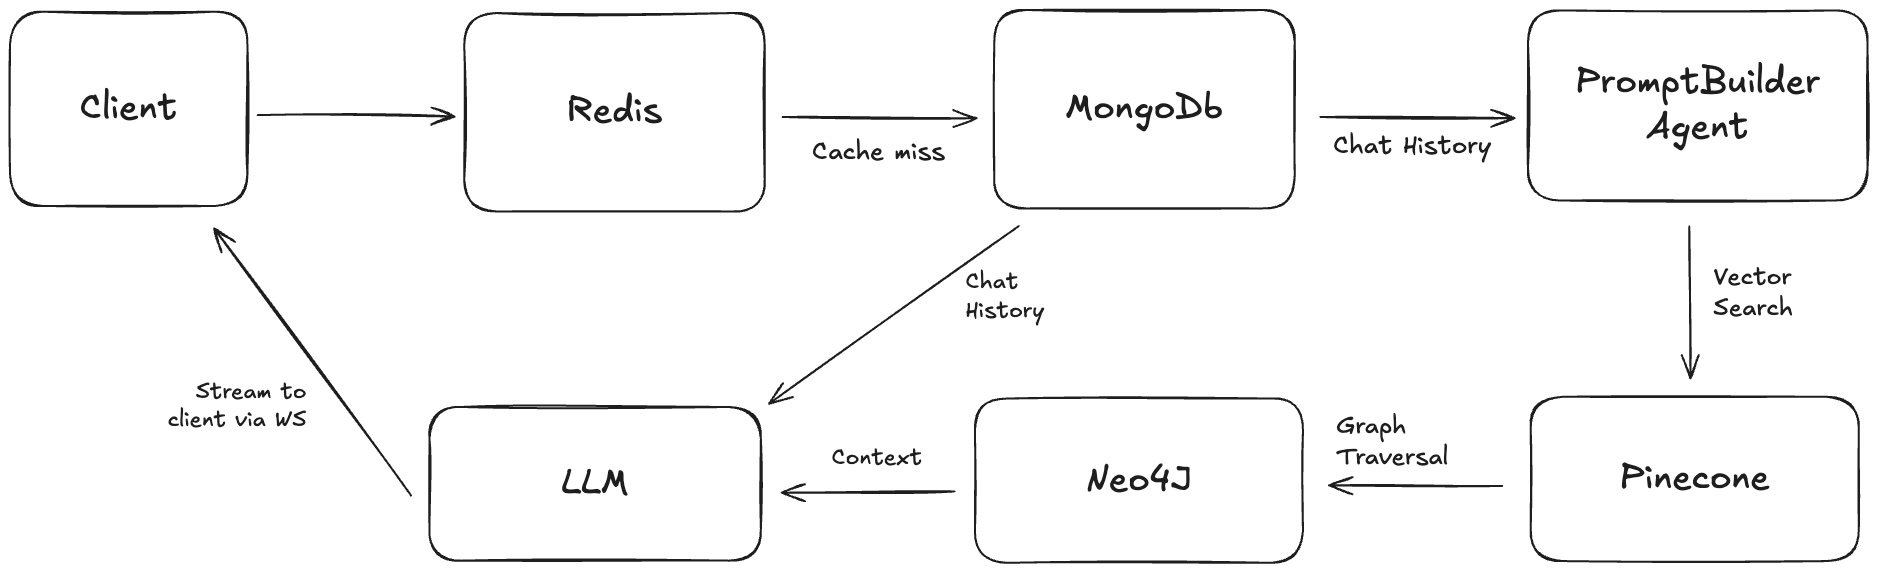 Client
Redis
Cache miss
MongoDb
Chat History
PromptBuilder
Agent
Vector
Search
Chat
History
Stream to
client via WS
LLM
Context
Neo4J
Graph
Traversal
Pinecone